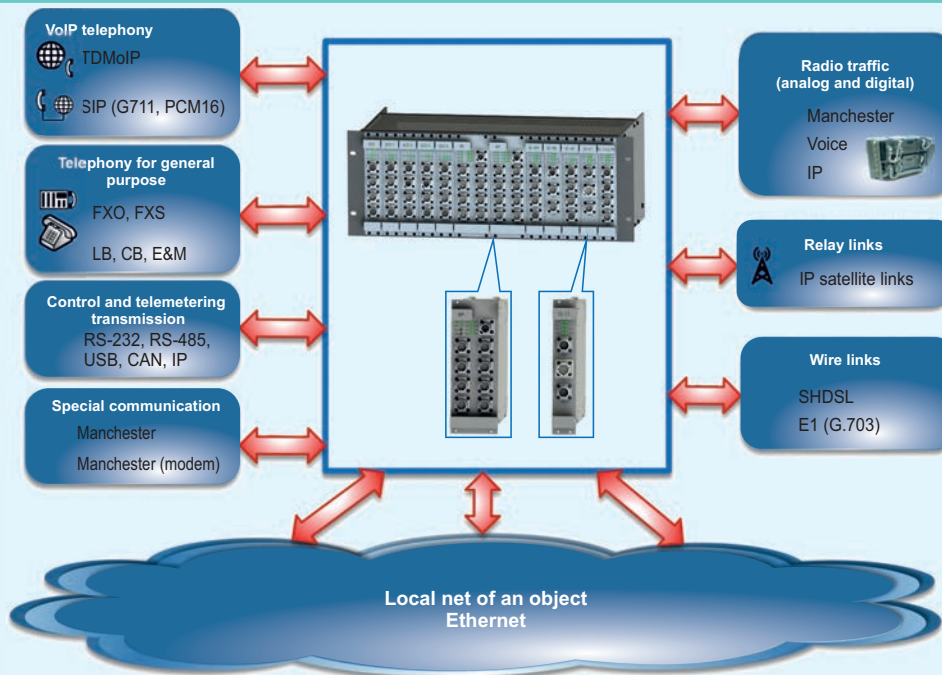 VoIP telephony
TDMoIP
SIP (G711, PCM16)
Telephony for general
purpose
FXO, FXS
LB, CB, E&M
Control and telemetering
transmission
RS-232, RS-485,
USB, CAN, IP
Special communication
Manchester
Manchester (modem)
Radio traffic
(analog and digital)
Manchester
Voice
IP
Relay links
IP satellite links
Wire links
SHDSL
E1 (G.703)
Local net of an object
Ethernet